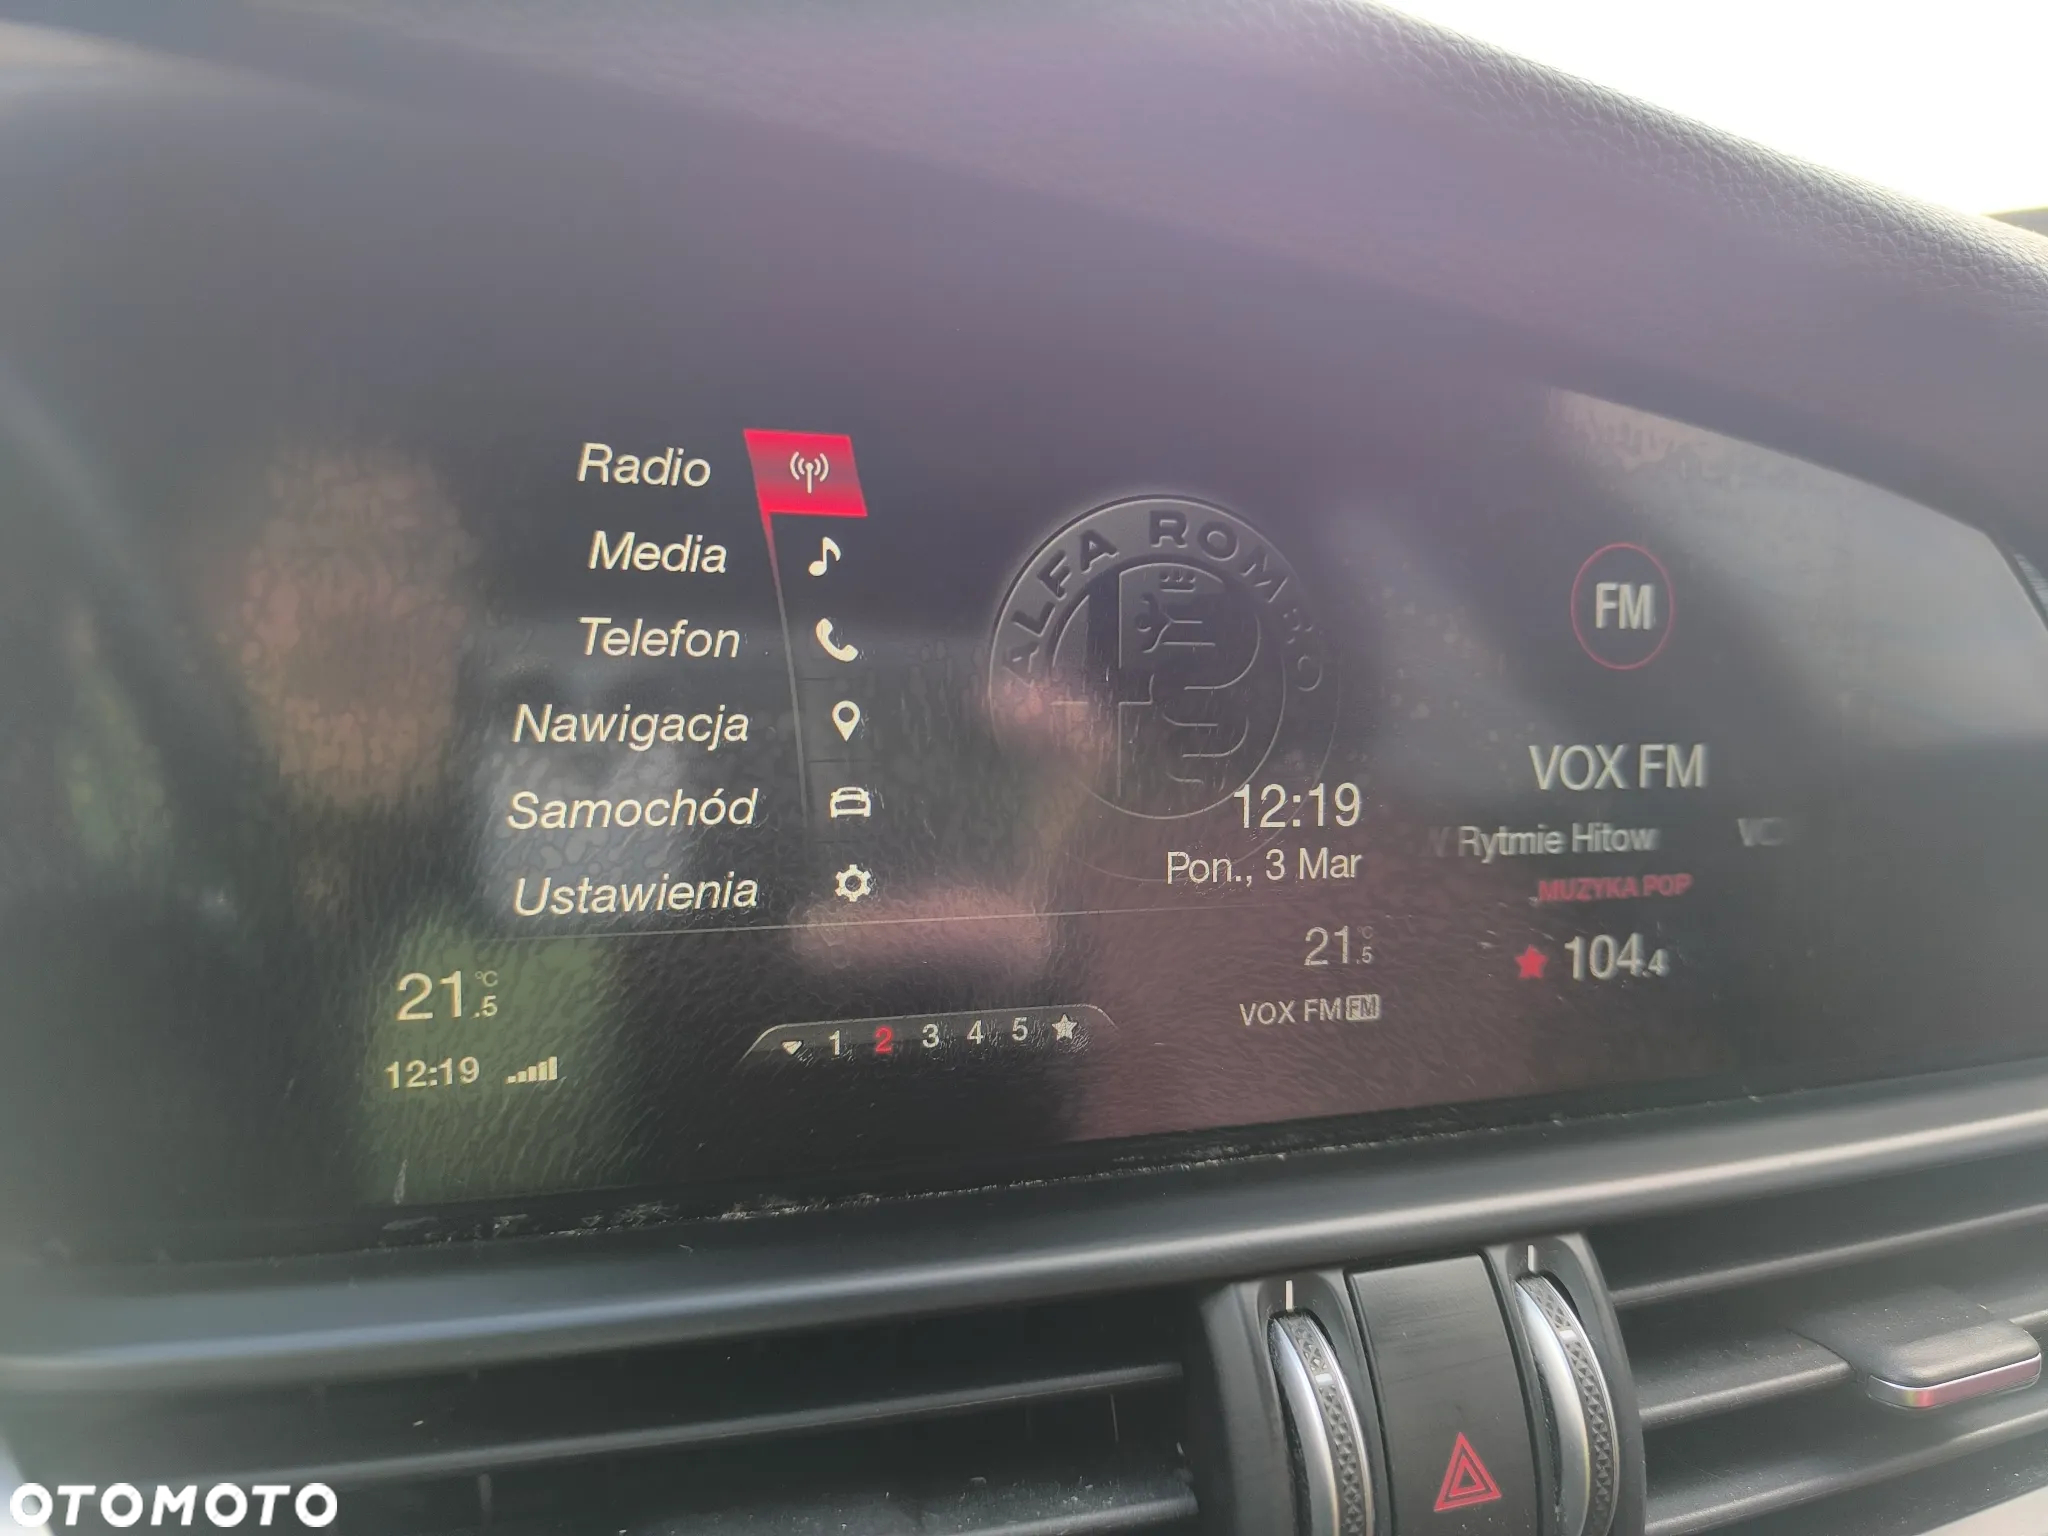 Radio
Media
Telefon
Nawigacja
Samochód
Ustawienia
ALFA ROMEO
12:19
Pon., 3 Mar
FM
VOX FM
Rytmie Hitow
MUZYKA POP
★ 104.4
21.5 °C
12:19
1 2 3 4 5 ★
21.5 °C
VOX FM FM
OTOMOTO